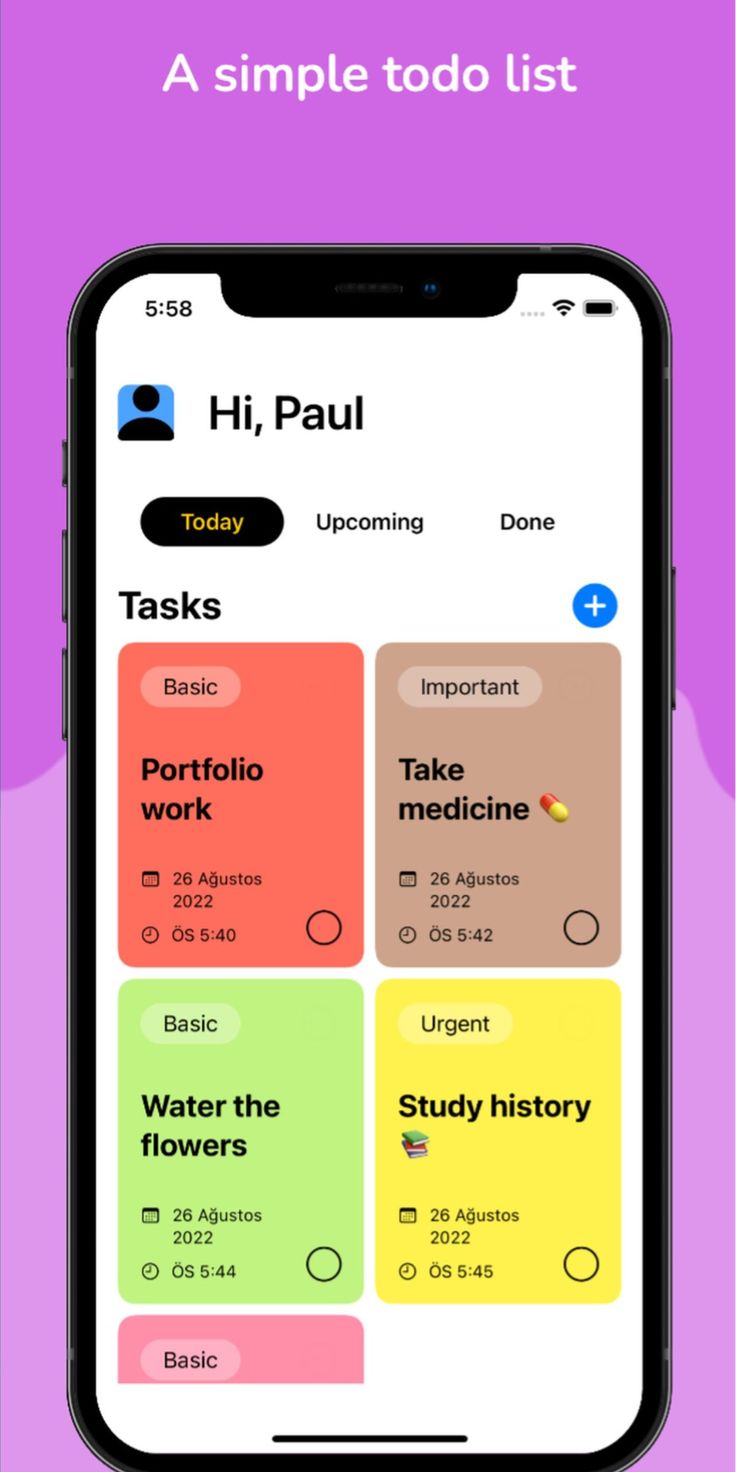 A simple todo list
5:58
Hi, Paul
Today
Upcoming
Done
Tasks
Basic
Portfolio
work
26 Ağustos
2022
ÖS 5:40
Important
Take
medicine 💊
26 Ağustos
2022
ÖS 5:42
Basic
Water the
flowers
26 Ağustos
2022
ÖS 5:44
Urgent
Study history
📚
26 Ağustos
2022
ÖS 5:45
Basic